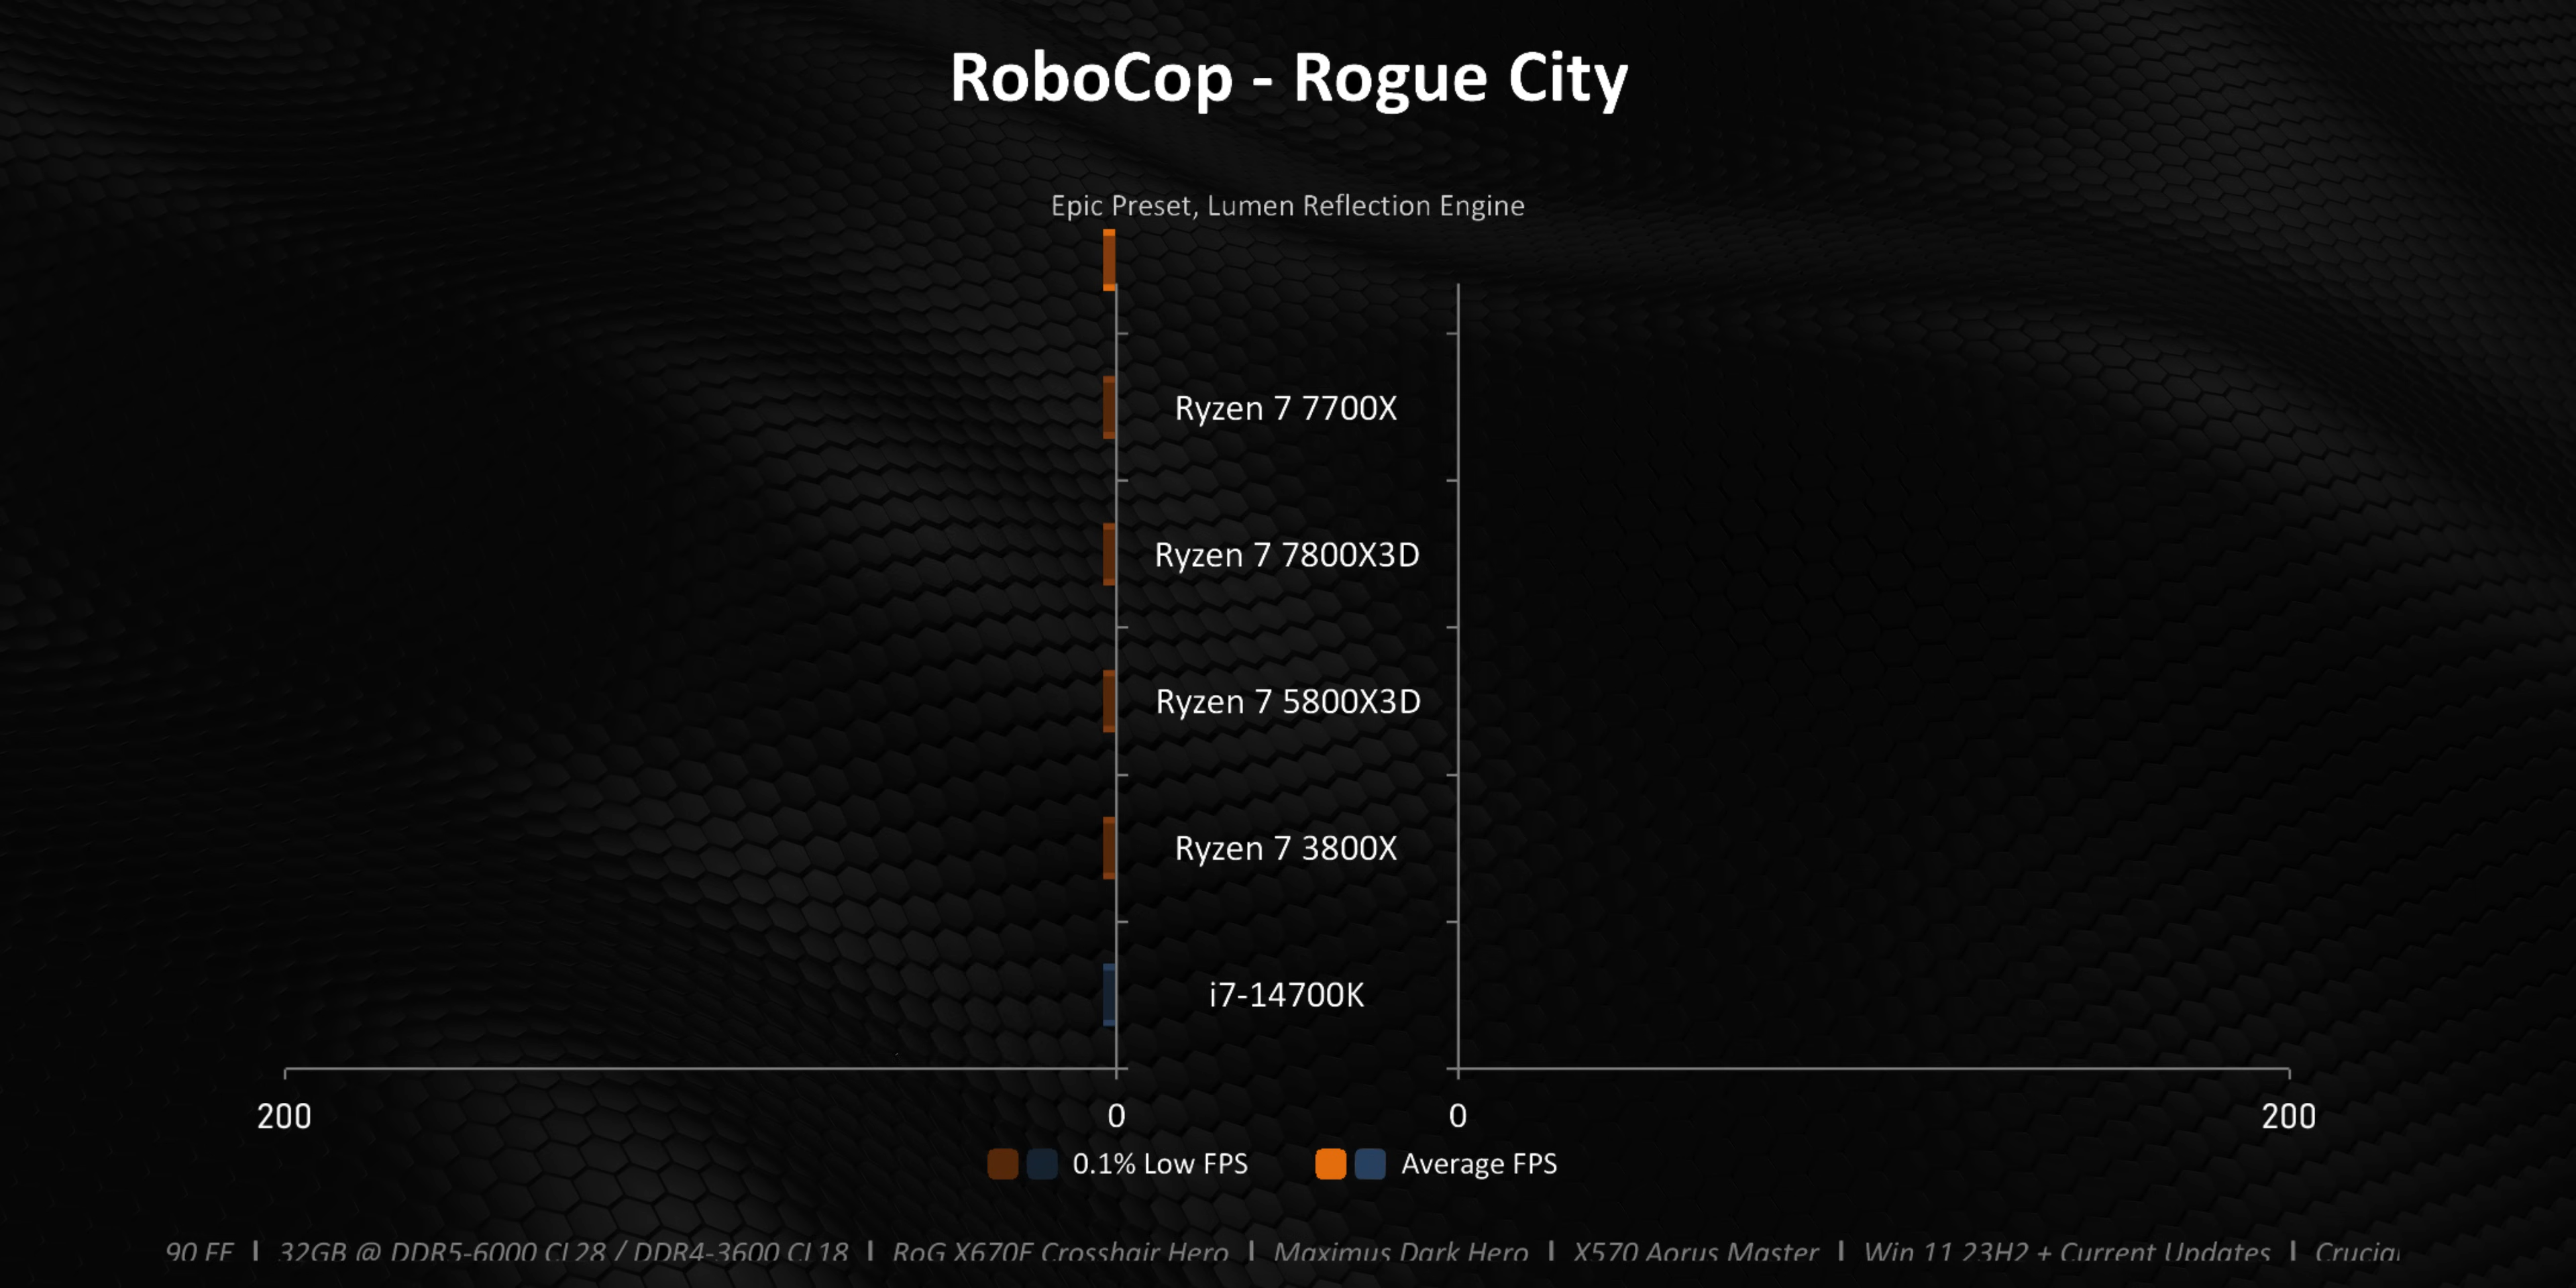 RoboCop - Rogue City
Epic Preset, Lumen Reflection Engine
Ryzen 7 7700X
Ryzen 7 7800X3D
Ryzen 7 5800X3D
Ryzen 7 3800X
i7-14700K
200 0 0 200
0.1% Low FPS Average FPS
90 FE | 32GB @ DDR5-6000 CL28 / DDR4-3600 CL18 | RoG X670E Crosshair Hero | Maximus Dark Hero | X570 Aorus Master | Win 11 23H2 + Current Updates | Crucial